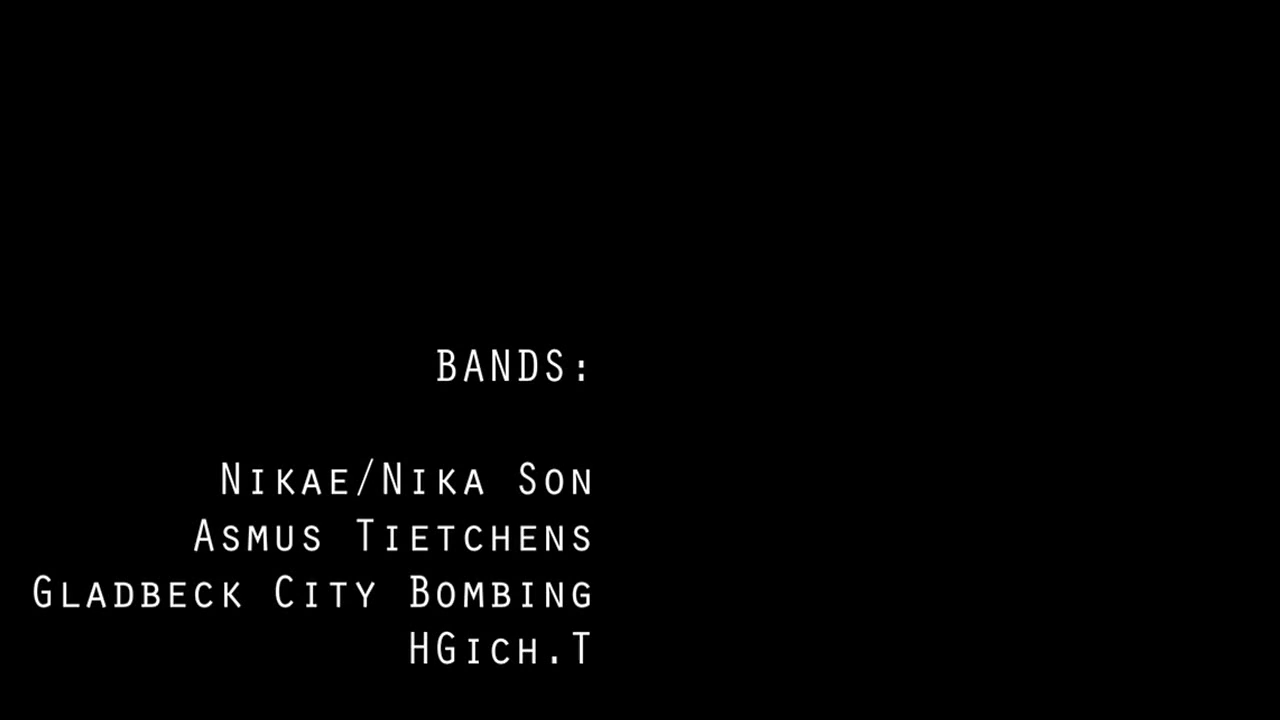 BANDS:
Nikae/Nika Son
Asmus Tietchens
Gladbeck City Bombing
HGich.T